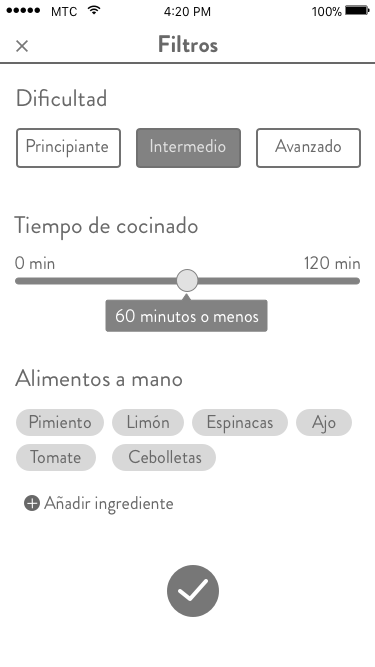 MTC 4:20 PM 100%
Filtros
Dificultad
Principiante Intermedio Avanzado
Tiempo de cocinado
0 min 120 min
60 minutos o menos
Alimentos a mano
Pimiento Limón Espinacas Ajo
Tomate Cebolletas
Añadir ingrediente